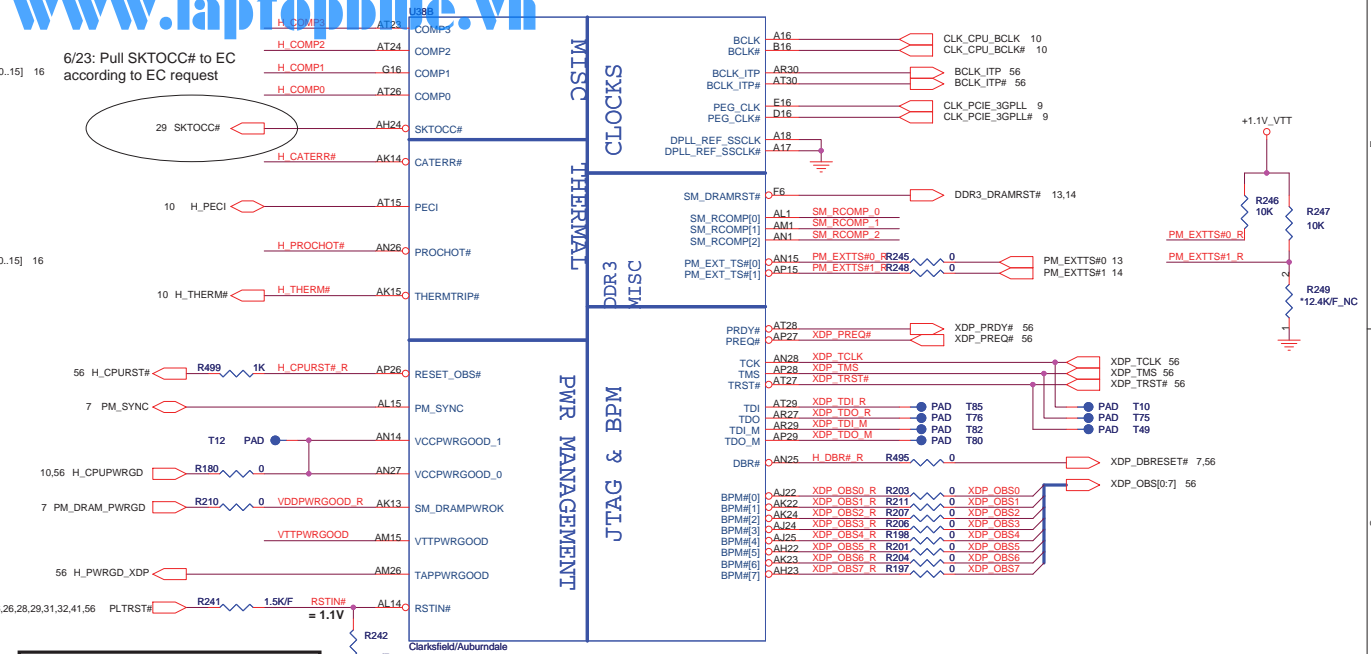 www.laptopblue.vn
U38B
6/23: Pull SKTOCC# to EC
according to EC request
0..15] 16
0..15] 16
H_COMP3 AT23 COMP3
H_COMP2 AT24 COMP2
H_COMP1 G16 COMP1
H_COMP0 AT26 COMP0
29 SKTOCC# AH24 SKTOCC#
H_CATERR# AK14 CATERR#
10 H_PECI AT15 PECI
H_PROCHOT# AN26 PROCHOT#
10 H_THERM# H_THERM# AK15 THERMTRIP#
56 H_CPURST# R499 1K H_CPURST#_R AP26 RESET_OBS#
7 PM_SYNC AL15 PM_SYNC
T12 PAD AN14 VCCPWRGOOD_1
10,56 H_CPUPWRGD R180 0 AN27 VCCPWRGOOD_0
7 PM_DRAM_PWRGD R210 0 VDDPWRGOOD_R AK13 SM_DRAMPWROK
VTTPWRGOOD AM15 VTTPWRGOOD
56 H_PWRGD_XDP AM26 TAPPWRGOOD
,26,28,29,31,32,41,56 PLTRST# R241 1.5K/F RSTIN# AL14 RSTIN#
= 1.1V
R242
MISC
THERMAL
PWR MANAGEMENT
CLOCKS
DDR3
MISC
JTAG & BPM
BCLK A16 CLK_CPU_BCLK 10
BCLK# B16 CLK_CPU_BCLK# 10
BCLK_ITP AR30 BCLK_ITP 56
BCLK_ITP# AT30 BCLK_ITP# 56
PEG_CLK E16 CLK_PCIE_3GPLL 9
PEG_CLK# D16 CLK_PCIE_3GPLL# 9
DPLL_REF_SSCLK A18
DPLL_REF_SSCLK# A17
SM_DRAMRST# F6 DDR3_DRAMRST# 13,14
SM_RCOMP[0] AL1 SM_RCOMP_0
SM_RCOMP[1] AM1 SM_RCOMP_1
SM_RCOMP[2] AN1 SM_RCOMP_2
PM_EXT_TS#[0] AN15 PM_EXTTS#0_R R245 0 PM_EXTTS#0 13
PM_EXT_TS#[1] AP15 PM_EXTTS#1_R R248 0 PM_EXTTS#1 14
PRDY# AT28 XDP_PRDY# 56
PREQ# AP27 XDP_PREQ# XDP_PREQ# 56
TCK AN28 XDP_TCLK XDP_TCLK 56
TMS AP28 XDP_TMS XDP_TMS 56
TRST# AT27 XDP_TRST# XDP_TRST# 56
TDI AT29 XDP_TDI_R PAD T85 PAD T10
TDO AR27 XDP_TDO_R PAD T76 PAD T75
TDI_M AR29 XDP_TDI_M PAD T82 PAD T49
TDO_M AP29 XDP_TDO_M PAD T80
DBR# AN25 H_DBR#_R R495 0 XDP_DBRESET# 7,56
XDP_OBS[0:7] 56
BPM#[0] AJ22 XDP_OBS0_R R203 0 XDP_OBS0
BPM#[1] AK22 XDP_OBS1_R R211 0 XDP_OBS1
BPM#[2] AK24 XDP_OBS2_R R207 0 XDP_OBS2
BPM#[3] AJ24 XDP_OBS3_R R206 0 XDP_OBS3
BPM#[4] AJ25 XDP_OBS4_R R198 0 XDP_OBS4
BPM#[5] AH22 XDP_OBS5_R R201 0 XDP_OBS5
BPM#[6] AK23 XDP_OBS6_R R204 0 XDP_OBS6
BPM#[7] AH23 XDP_OBS7_R R197 0 XDP_OBS7
Clarksfield/Auburndale
+1.1V_VTT
R246
10K
R247
10K
PM_EXTTS#0_R
PM_EXTTS#1_R
2
R249
*12.4K/F_NC
1